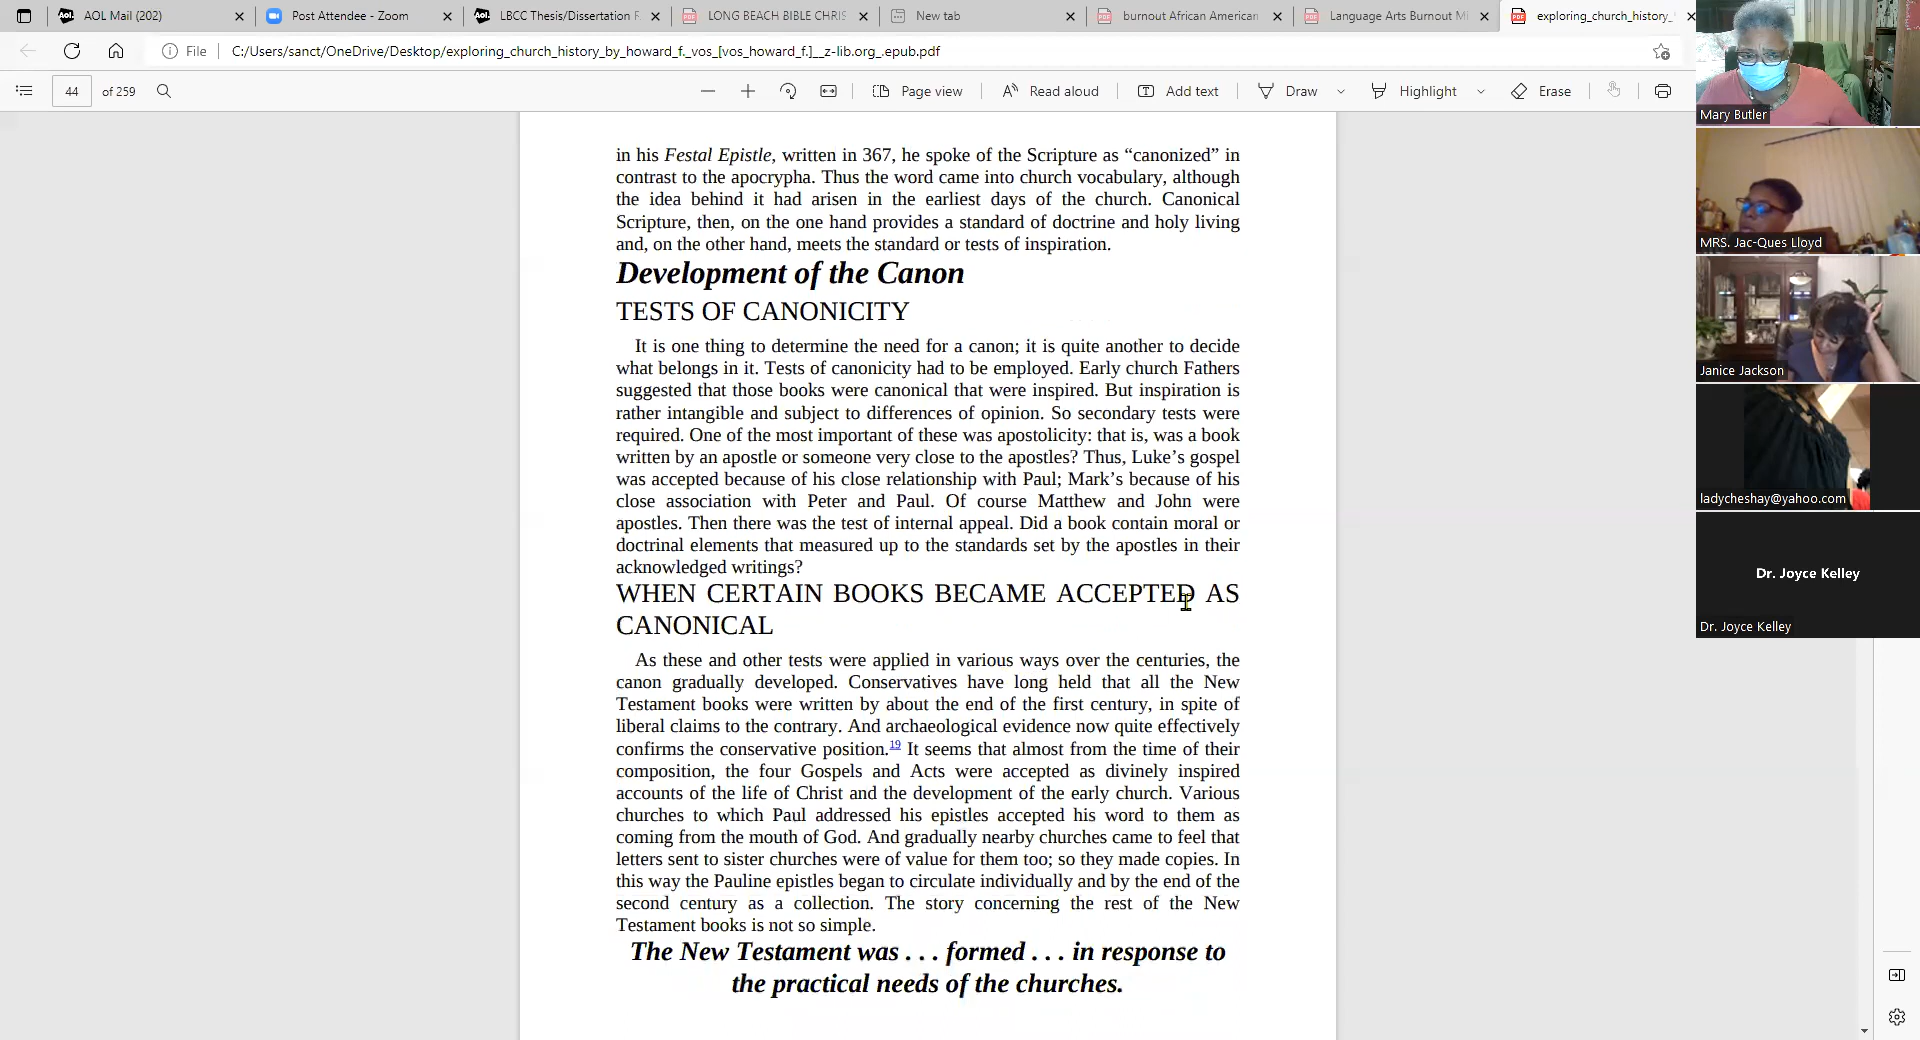 AOL Mail (202)
Post Attendee - Zoom
LBCC Thesis/Dissertation R
LONG BEACH BIBLE CHRIS
New tab
burnout African American
Language Arts Burnout M
exploring_church_history_
File
C:/Users/sanct/OneDrive/Desktop/exploring_church_history_by_howard_f._vos_[vos_howard_f.]__z-lib.org_.epub.pdf
44
of 259
Page view
Read aloud
Add text
Draw
Highlight
Erase
in his Festal Epistle, written in 367, he spoke of the Scripture as “canonized” in
contrast to the apocrypha. Thus the word came into church vocabulary, although
the idea behind it had arisen in the earliest days of the church. Canonical
Scripture, then, on the one hand provides a standard of doctrine and holy living
and, on the other hand, meets the standard or tests of inspiration.
Development of the Canon
TESTS OF CANONICITY
It is one thing to determine the need for a canon; it is quite another to decide
what belongs in it. Tests of canonicity had to be employed. Early church Fathers
suggested that those books were canonical that were inspired. But inspiration is
rather intangible and subject to differences of opinion. So secondary tests were
required. One of the most important of these was apostolicity: that is, was a book
written by an apostle or someone very close to the apostles? Thus, Luke’s gospel
was accepted because of his close relationship with Paul; Mark’s because of his
close association with Peter and Paul. Of course Matthew and John were
apostles. Then there was the test of internal appeal. Did a book contain moral or
doctrinal elements that measured up to the standards set by the apostles in their
acknowledged writings?
WHEN CERTAIN BOOKS BECAME ACCEPTED AS
CANONICAL
As these and other tests were applied in various ways over the centuries, the
canon gradually developed. Conservatives have long held that all the New
Testament books were written by about the end of the first century, in spite of
liberal claims to the contrary. And archaeological evidence now quite effectively
confirms the conservative position.19 It seems that almost from the time of their
composition, the four Gospels and Acts were accepted as divinely inspired
accounts of the life of Christ and the development of the early church. Various
churches to which Paul addressed his epistles accepted his word to them as
coming from the mouth of God. And gradually nearby churches came to feel that
letters sent to sister churches were of value for them too; so they made copies. In
this way the Pauline epistles began to circulate individually and by the end of the
second century as a collection. The story concerning the rest of the New
Testament books is not so simple.
The New Testament was . . . formed . . . in response to
the practical needs of the churches.
Mary Butler
MRS. Jac-Ques Lloyd
Janice Jackson
ladycheshay@yahoo.com
Dr. Joyce Kelley
Dr. Joyce Kelley